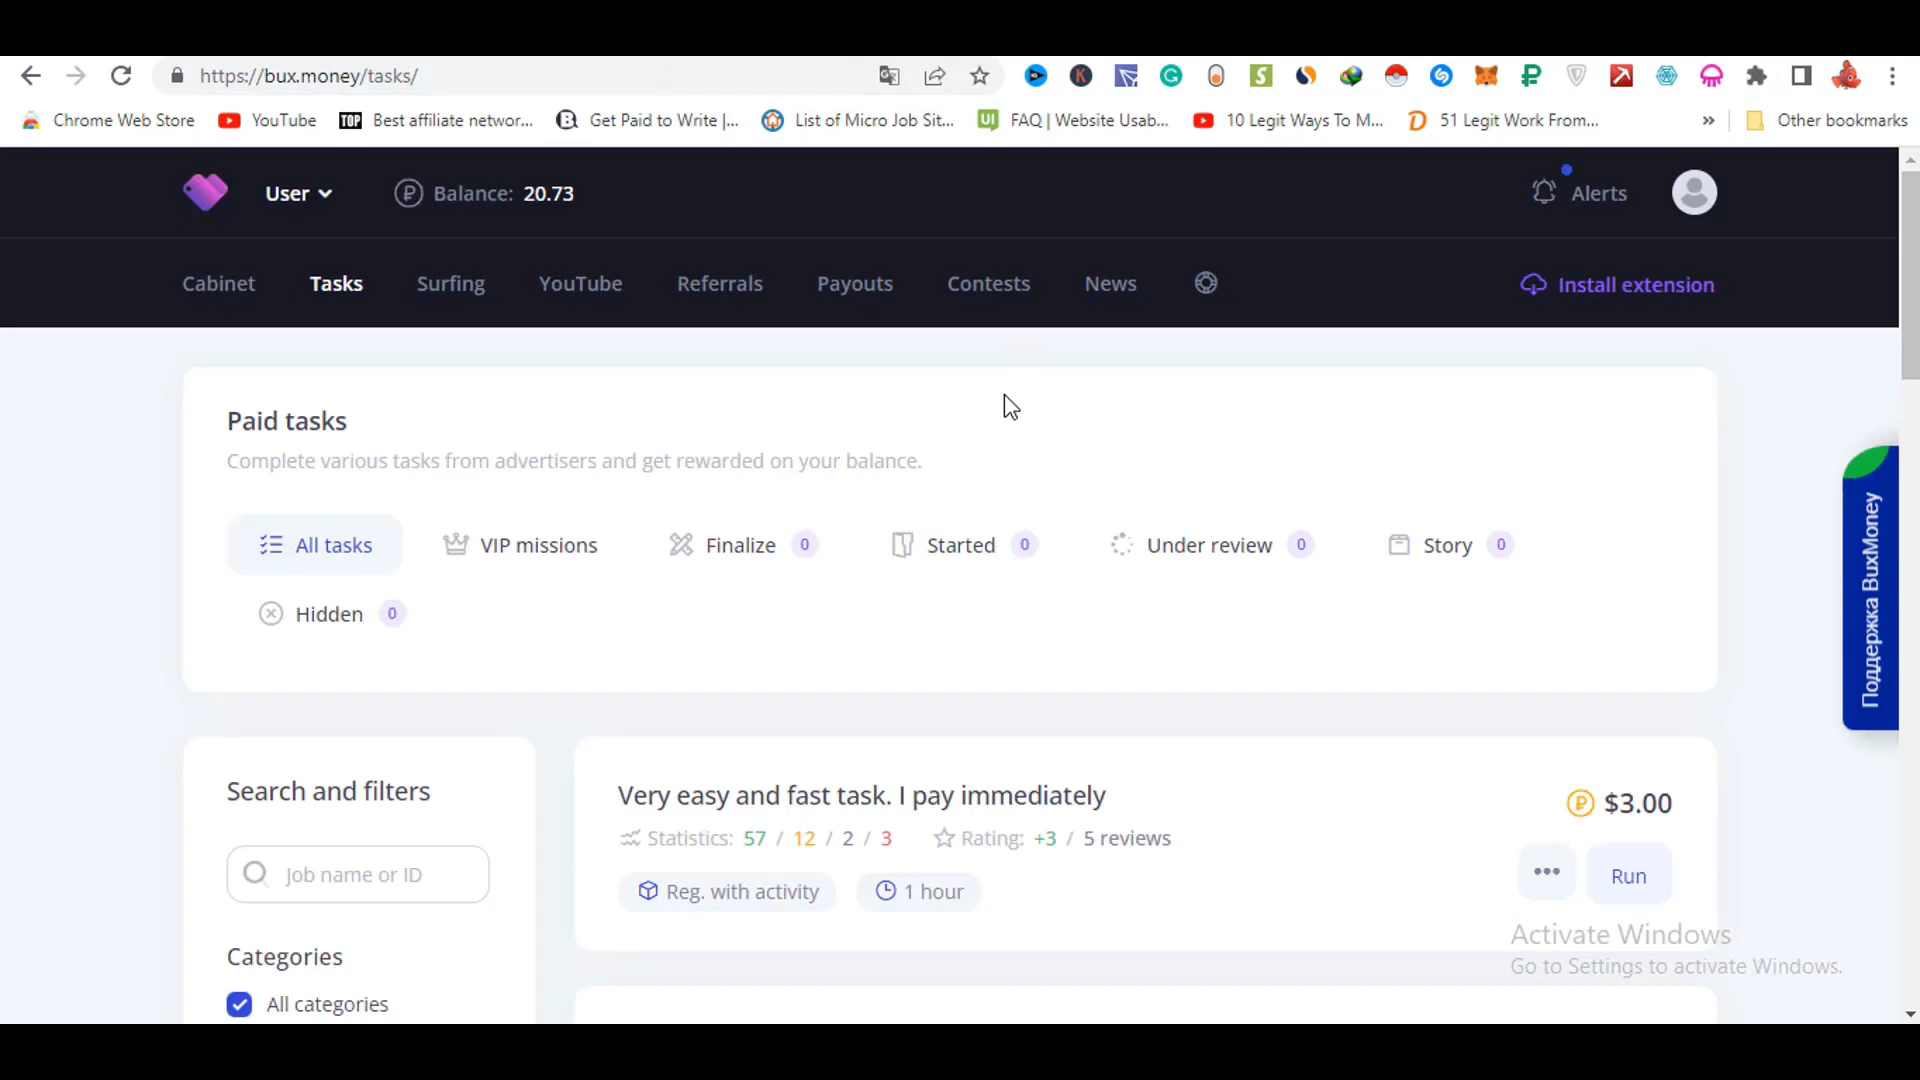 https://bux.money/tasks/
Chrome Web Store YouTube TOP Best affiliate networ... Get Paid to Write |... List of Micro Job Sit... UI FAQ | Website Usab... 10 Legit Ways To M... 51 Legit Work From... » Other bookmarks
User Balance: 20.73 Alerts
Cabinet Tasks Surfing YouTube Referrals Payouts Contests News Install extension
Paid tasks
Complete various tasks from advertisers and get rewarded on your balance.
All tasks VIP missions Finalize 0 Started 0 Under review 0 Story 0
Hidden 0
Поддержка BuxMoney
Search and filters
Job name or ID
Categories
All categories
Very easy and fast task. I pay immediately
$3.00
Statistics: 57 / 12 / 2 / 3 Rating: +3 / 5 reviews
Reg. with activity 1 hour
••• Run
Activate Windows
Go to Settings to activate Windows.